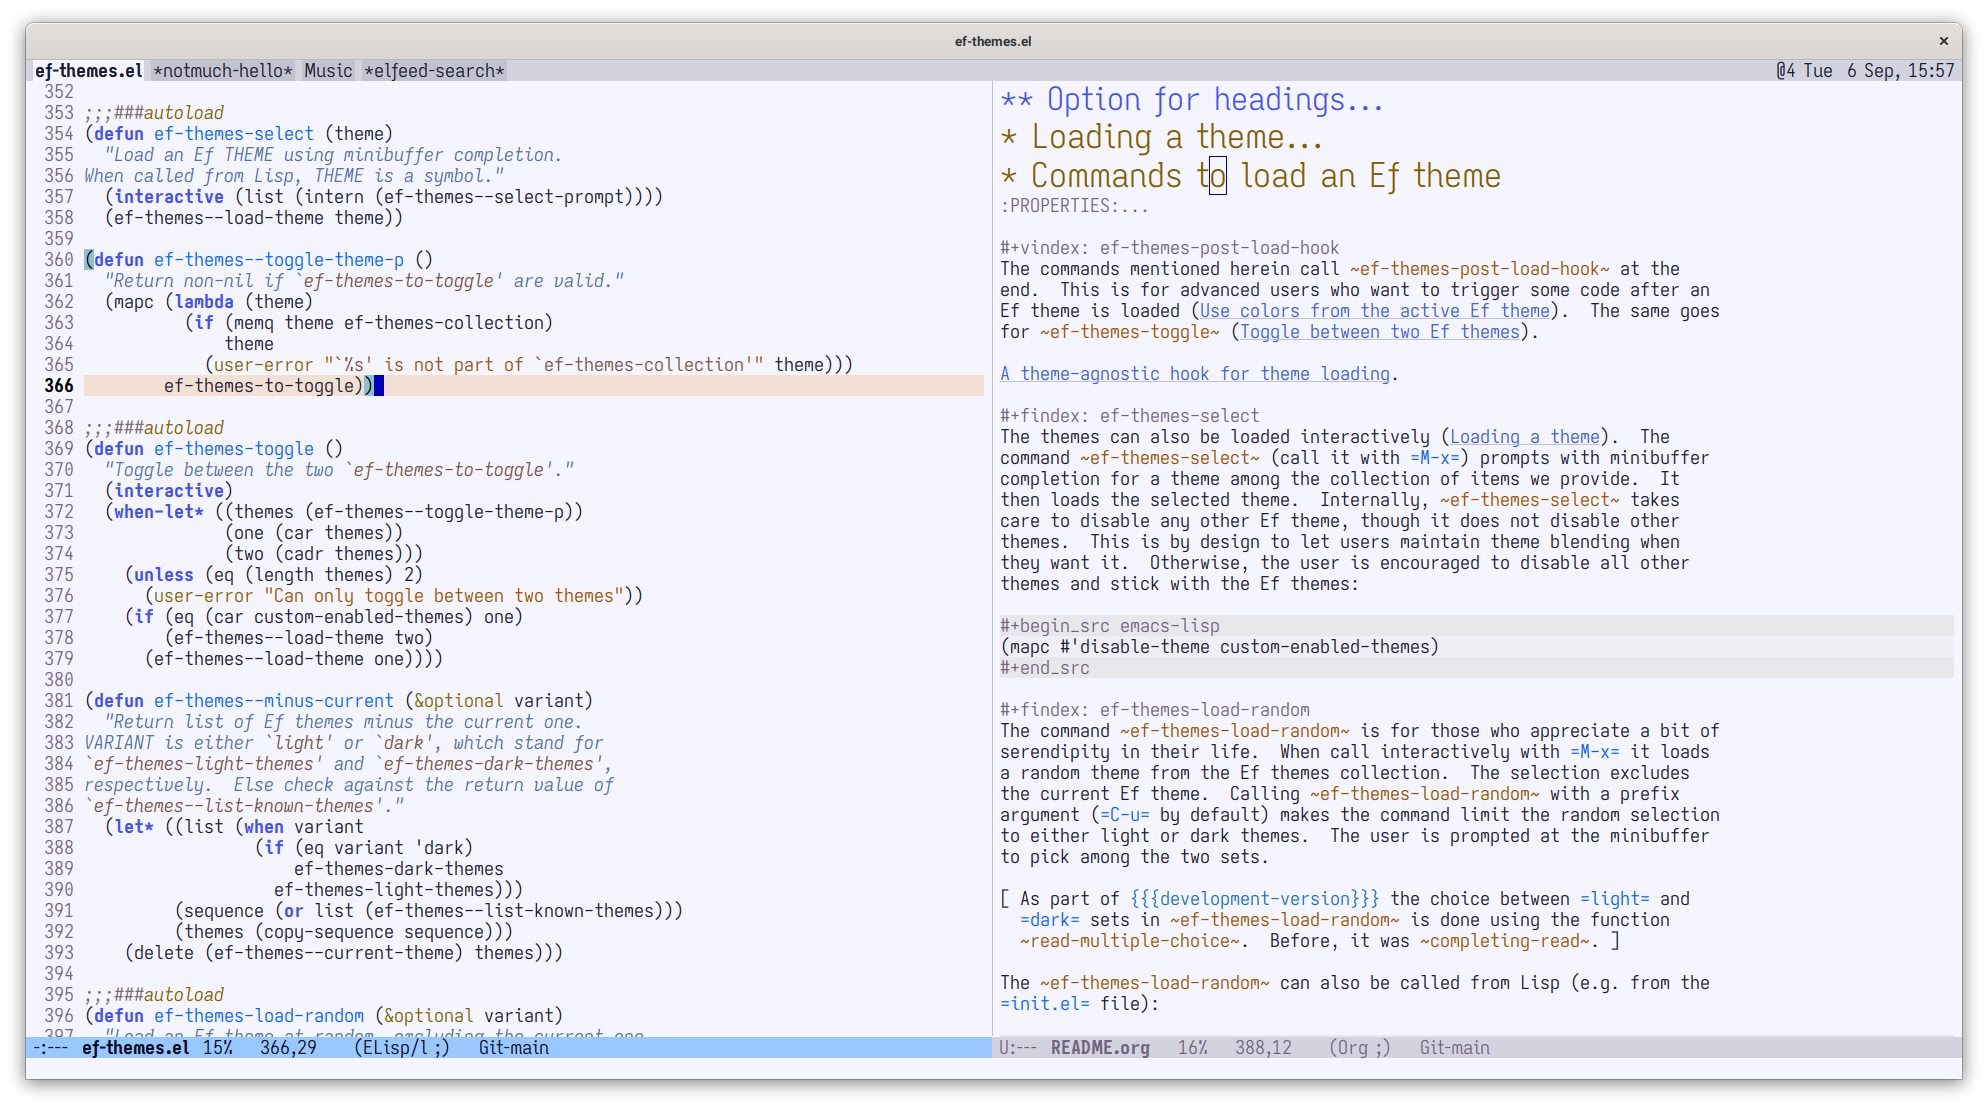 ef-themes.el
ef-themes.el *notmuch-hello* Music *elfeed-search* @4 Tue  6 Sep, 15:57
352
353 ;;;###autoload
354 (defun ef-themes-select (theme)
355   "Load an Ef THEME using minibuffer completion.
356 When called from Lisp, THEME is a symbol."
357   (interactive (list (intern (ef-themes--select-prompt))))
358   (ef-themes--load-theme theme))
359
360 (defun ef-themes--toggle-theme-p ()
361   "Return non-nil if `ef-themes-to-toggle' are valid."
362   (mapc (lambda (theme)
363           (if (memq theme ef-themes-collection)
364               theme
365             (user-error "`%s' is not part of `ef-themes-collection'" theme)))
366         ef-themes-to-toggle))
367
368 ;;;###autoload
369 (defun ef-themes-toggle ()
370   "Toggle between the two `ef-themes-to-toggle'."
371   (interactive)
372   (when-let* ((themes (ef-themes--toggle-theme-p))
373               (one (car themes))
374               (two (cadr themes)))
375     (unless (eq (length themes) 2)
376       (user-error "Can only toggle between two themes"))
377     (if (eq (car custom-enabled-themes) one)
378         (ef-themes--load-theme two)
379       (ef-themes--load-theme one))))
380
381 (defun ef-themes--minus-current (&optional variant)
382   "Return list of Ef themes minus the current one.
383 VARIANT is either `light' or `dark', which stand for
384 `ef-themes-light-themes' and `ef-themes-dark-themes',
385 respectively.  Else check against the return value of
386 `ef-themes--list-known-themes'."
387   (let* ((list (when variant
388                  (if (eq variant 'dark)
389                      ef-themes-dark-themes
390                    ef-themes-light-themes)))
391          (sequence (or list (ef-themes--list-known-themes)))
392          (themes (copy-sequence sequence)))
393     (delete (ef-themes--current-theme) themes)))
394
395 ;;;###autoload
396 (defun ef-themes-load-random (&optional variant)
397   "Load an Ef theme at random, excluding the current one.
-:---  ef-themes.el  15%   366,29    (ELisp/l ;)   Git-main
** Option for headings...
* Loading a theme...
* Commands to load an Ef theme
:PROPERTIES:...
#+vindex: ef-themes-post-load-hook
The commands mentioned herein call ~ef-themes-post-load-hook~ at the
end.  This is for advanced users who want to trigger some code after an
Ef theme is loaded (Use colors from the active Ef theme).  The same goes
for ~ef-themes-toggle~ (Toggle between two Ef themes).
A theme-agnostic hook for theme loading.
#+findex: ef-themes-select
The themes can also be loaded interactively (Loading a theme).  The
command ~ef-themes-select~ (call it with =M-x=) prompts with minibuffer
completion for a theme among the collection of items we provide.  It
then loads the selected theme.  Internally, ~ef-themes-select~ takes
care to disable any other Ef theme, though it does not disable other
themes.  This is by design to let users maintain theme blending when
they want it.  Otherwise, the user is encouraged to disable all other
themes and stick with the Ef themes:
#+begin_src emacs-lisp
(mapc #'disable-theme custom-enabled-themes)
#+end_src
#+findex: ef-themes-load-random
The command ~ef-themes-load-random~ is for those who appreciate a bit of
serendipity in their life.  When call interactively with =M-x= it loads
a random theme from the Ef themes collection.  The selection excludes
the current Ef theme.  Calling ~ef-themes-load-random~ with a prefix
argument (=C-u= by default) makes the command limit the random selection
to either light or dark themes.  The user is prompted at the minibuffer
to pick among the two sets.
[ As part of {{{development-version}}} the choice between =light= and
  =dark= sets in ~ef-themes-load-random~ is done using the function
  ~read-multiple-choice~.  Before, it was ~completing-read~. ]
The ~ef-themes-load-random~ can also be called from Lisp (e.g. from the
=init.el= file):
U:---  README.org   16%   388,12    (Org ;)   Git-main